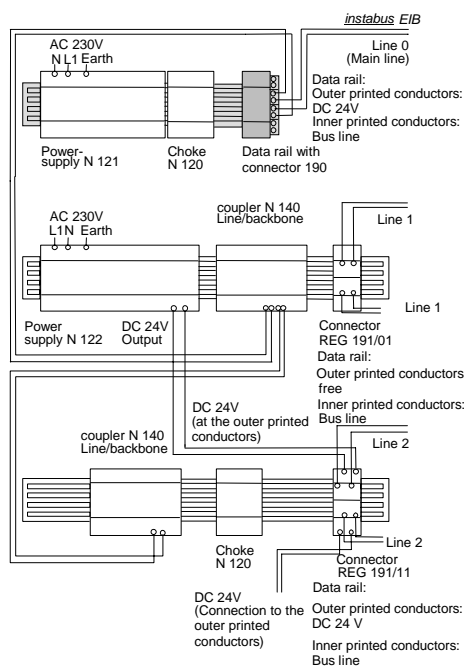 instabus EIB
Line 0
(Main line)
AC 230V
N L1 Earth
Data rail:
Outer printed conductors:
DC 24V
Inner printed conductors:
Bus line
Power-
supply N 121
Choke
N 120
Data rail with
connector 190
AC 230V
L1N Earth
coupler N 140
Line/backbone
Line 1
Line 1
Power
supply N 122
DC 24V
Output
Connector
REG 191/01
Data rail:
Outer printed conductors
free
Inner printed conductors:
Bus line
DC 24V
(at the outer printed
conductors)
coupler N 140
Line/backbone
Line 2
Line 2
Choke
N 120
Connector
REG 191/11
Data rail:
Outer printed conductors:
DC 24 V
Inner printed conductors:
Bus line
DC 24V
(Connection to the
outer printed
conductors)